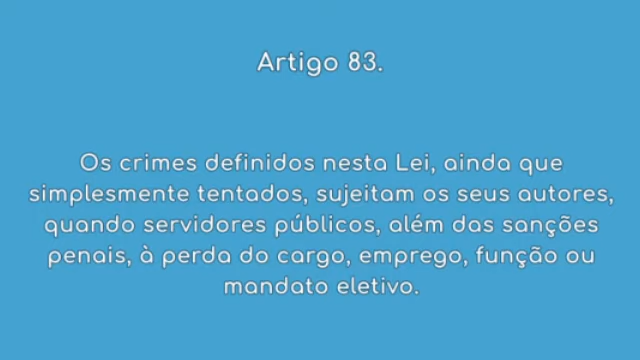 Artigo 83.
Os crimes definidos nesta Lei, ainda que
simplesmente tentados, sujeitam os seus autores,
quando servidores públicos, além das sanções
penais, à perda do cargo, emprego, função ou
mandato eletivo.